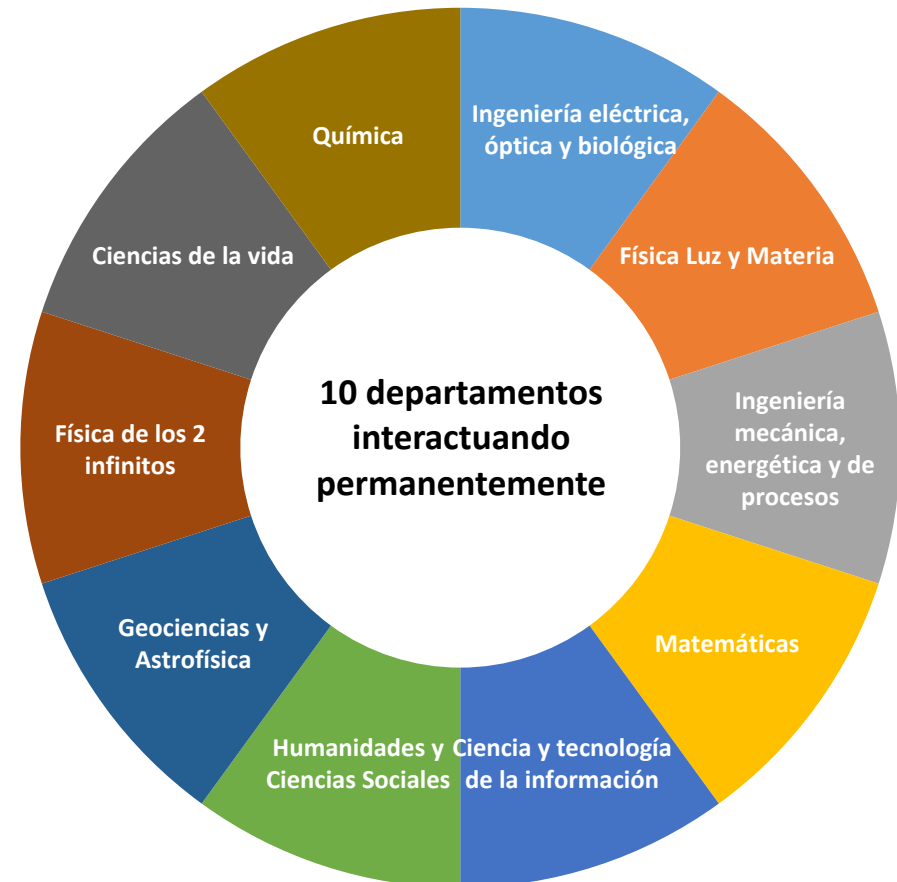 Ingeniería eléctrica,
óptica y biológica
Física Luz y Materia
Ingeniería
mecánica,
energética y de
procesos
Matemáticas
Ciencia y tecnología
de la información
Humanidades y
Ciencias Sociales
Geociencias y
Astrofísica
Física de los 2
infinitos
Ciencias de la vida
Química
10 departamentos
interactuando
permanentemente